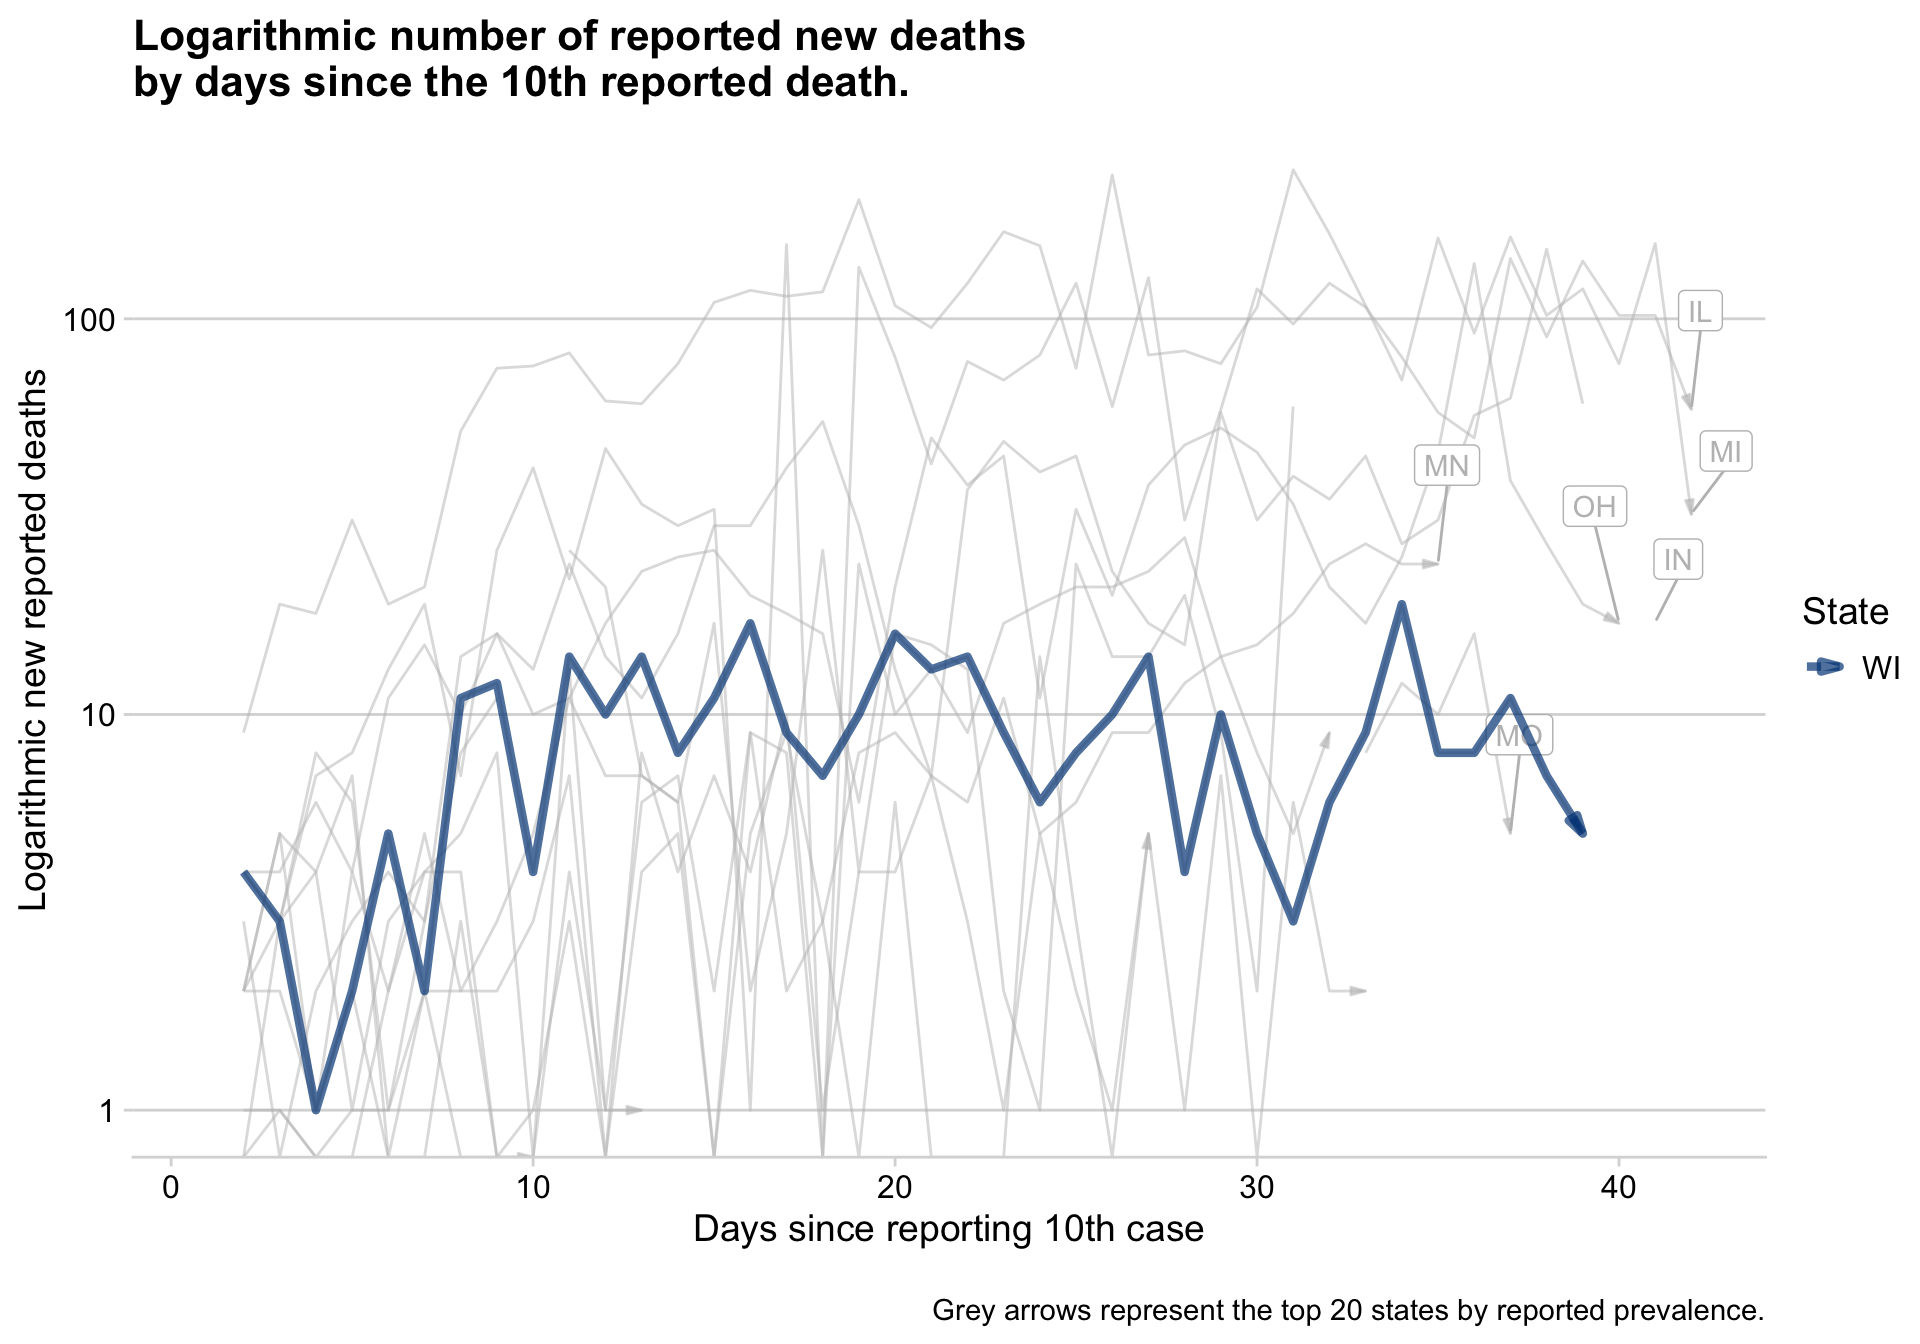 Logarithmic number of reported new deaths
by days since the 10th reported death.
Logarithmic new reported deaths
100
10
1
IL
MI
MN
OH
IN
MO
State
WI
0 10 20 30 40
Days since reporting 10th case
Grey arrows represent the top 20 states by reported prevalence.